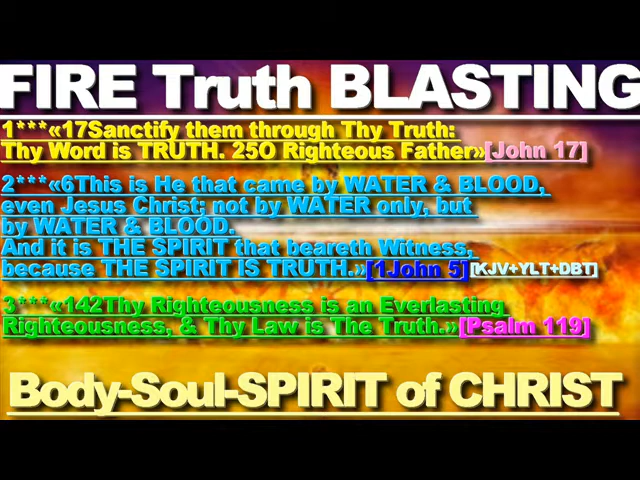 FIRE Truth BLASTING
1***«17Sanctify them through Thy Truth:
Thy Word is TRUTH. 25O Righteous Father»[John 17]
2***«6This is He that came by WATER & BLOOD,
even Jesus Christ; not by WATER only, but
by WATER & BLOOD.
And it is THE SPIRIT that beareth Witness,
because THE SPIRIT IS TRUTH.»[1John 5][KJV+YLT+DBT]
3***«142Thy Righteousness is an Everlasting
Righteousness, & Thy Law is The Truth.»[Psalm 119]
Body-Soul-SPIRIT of CHRIST